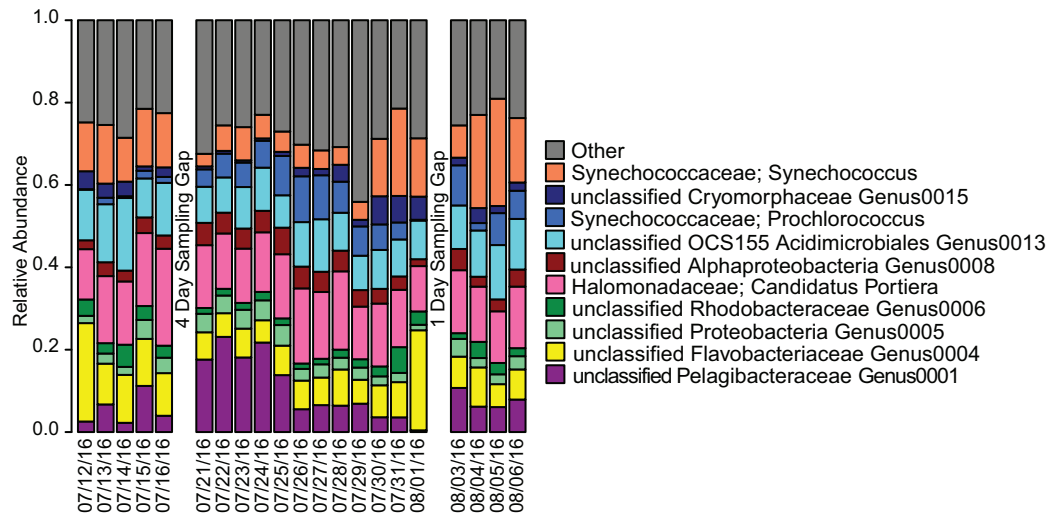 Relative Abundance
1.0
0.8
0.6
0.4
0.2
0.0
4 Day Sampling Gap
1 Day Sampling Gap
07/12/16
07/13/16
07/14/16
07/15/16
07/16/16
07/21/16
07/22/16
07/23/16
07/24/16
07/25/16
07/26/16
07/27/16
07/28/16
07/29/16
07/30/16
07/31/16
08/01/16
08/03/16
08/04/16
08/05/16
08/06/16
Other
Synechococcaceae; Synechococcus
unclassified Cryomorphaceae Genus0015
Synechococcaceae; Prochlorococcus
unclassified OCS155 Acidimicrobiales Genus0013
unclassified Alphaproteobacteria Genus0008
Halomonadaceae; Candidatus Portiera
unclassified Rhodobacteraceae Genus0006
unclassified Proteobacteria Genus0005
unclassified Flavobacteriaceae Genus0004
unclassified Pelagibacteraceae Genus0001